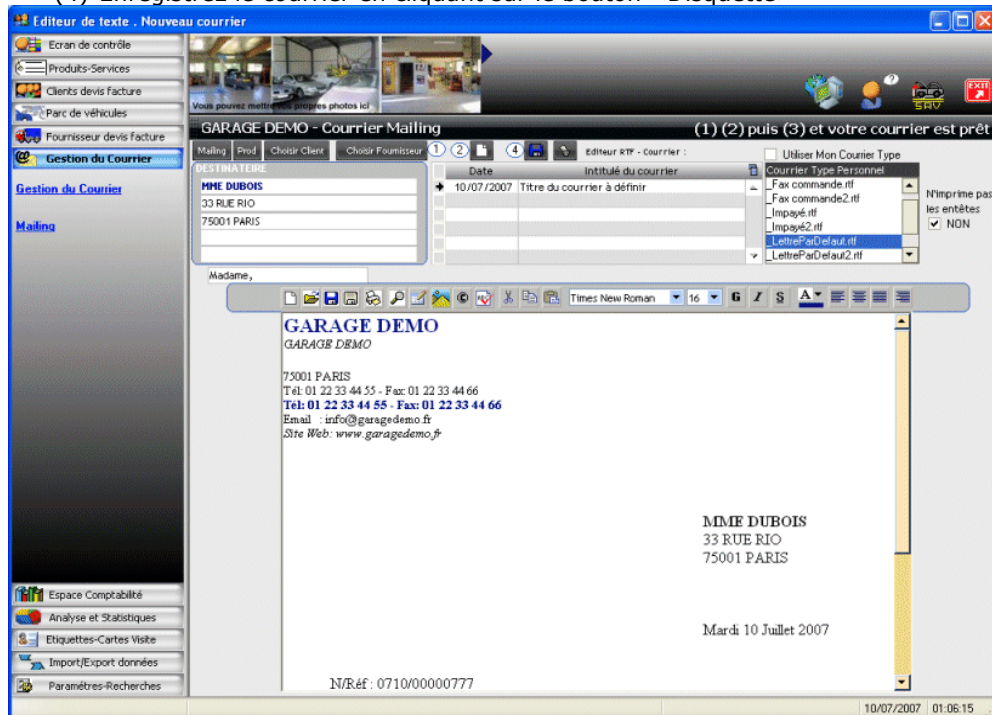 (4) Enregistrez le courrier en cliquant sur le bouton « Disquette »
Editeur de texte . Nouveau courrier
Ecran de contrôle
Produits-Services
Clients devis facture
Parc de véhicules
Fournisseur devis facture
Gestion du Courrier
Gestion du Courrier
Mailing
Espace Comptabilité
Analyse et Statistiques
Etiquettes-Cartes Visite
Import/Export données
Paramétres-Recherches
Vous pouvez mettre vos propres photos ici
?
SAV
EXIT
GARAGE DEMO - Courrier Mailing
(1) (2) puis (3) et votre courrier est prêt
Mailing Prod Choisir Client Choisir Fournisseur 1 2 4 Editeur RTF - Courrier :
Utiliser Mon Courrier Type
DESTINATEIRE
MME DUBOIS
33 RUE RIO
75001 PARIS
Date Intitulé du courrier
10/07/2007 Titre du courrier à définir
Courrier Type Personnel
_Fax commande.rtf
_Fax commande2.rtf
_Impayé.rtf
_Impayé2.rtf
_LettreParDefaut.rtf
_LettreParDefaut2.rtf
N'imprime pas
les entêtes
NON
Madame,
Times New Roman 16 G I S A
GARAGE DEMO
GARAGE DEMO
75001 PARIS
Tél: 01 22 33 44 55 - Fax: 01 22 33 44 66
Tél: 01 22 33 44 55 - Fax: 01 22 33 44 66
Email : info@garagedemo.fr
Site Web: www.garagedemo.fr
MME DUBOIS
33 RUE RIO
75001 PARIS
Mardi 10 Juillet 2007
N/Réf : 0710/00000777
10/07/2007 01:06:15